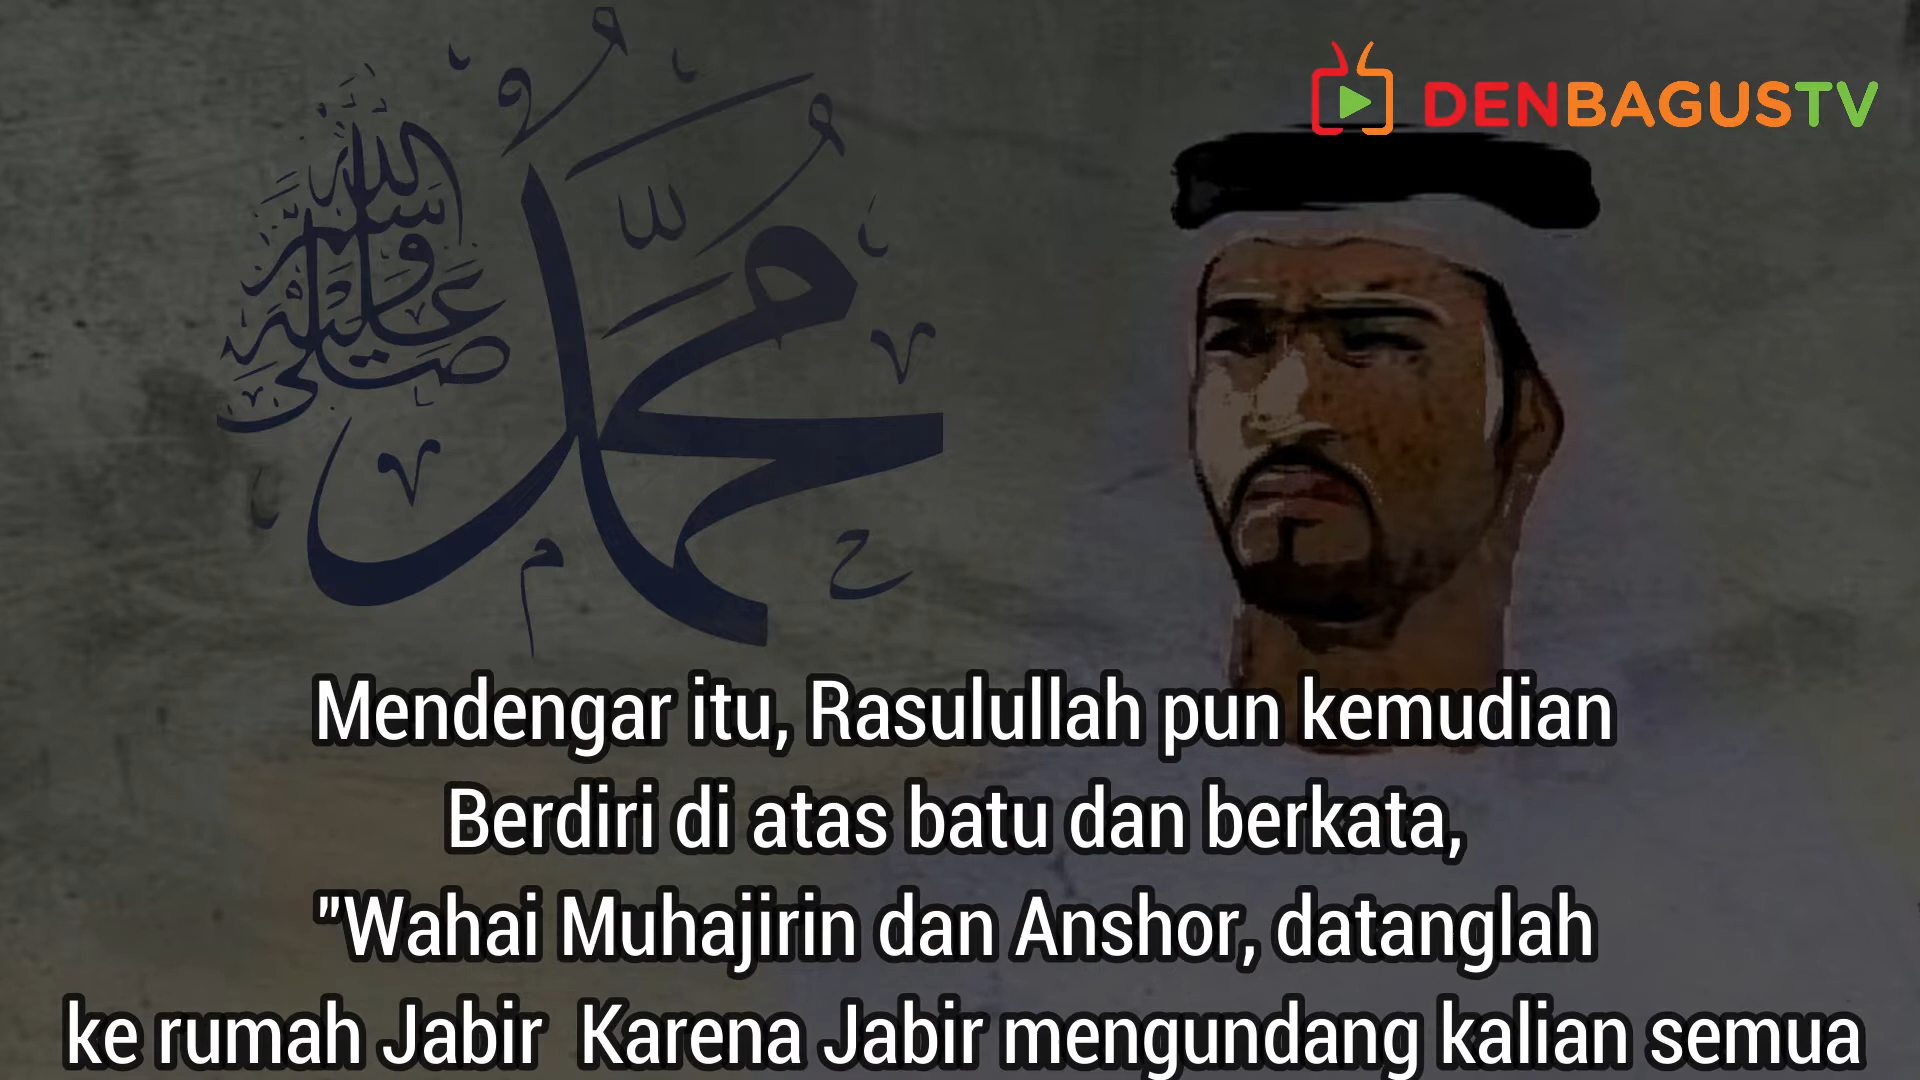 DENBAGUSTV
محمد
صلى الله عليه وسلم
Mendengar itu, Rasulullah pun kemudian
Berdiri di atas batu dan berkata,
"Wahai Muhajirin dan Anshor, datanglah
ke rumah Jabir Karena Jabir mengundang kalian semua